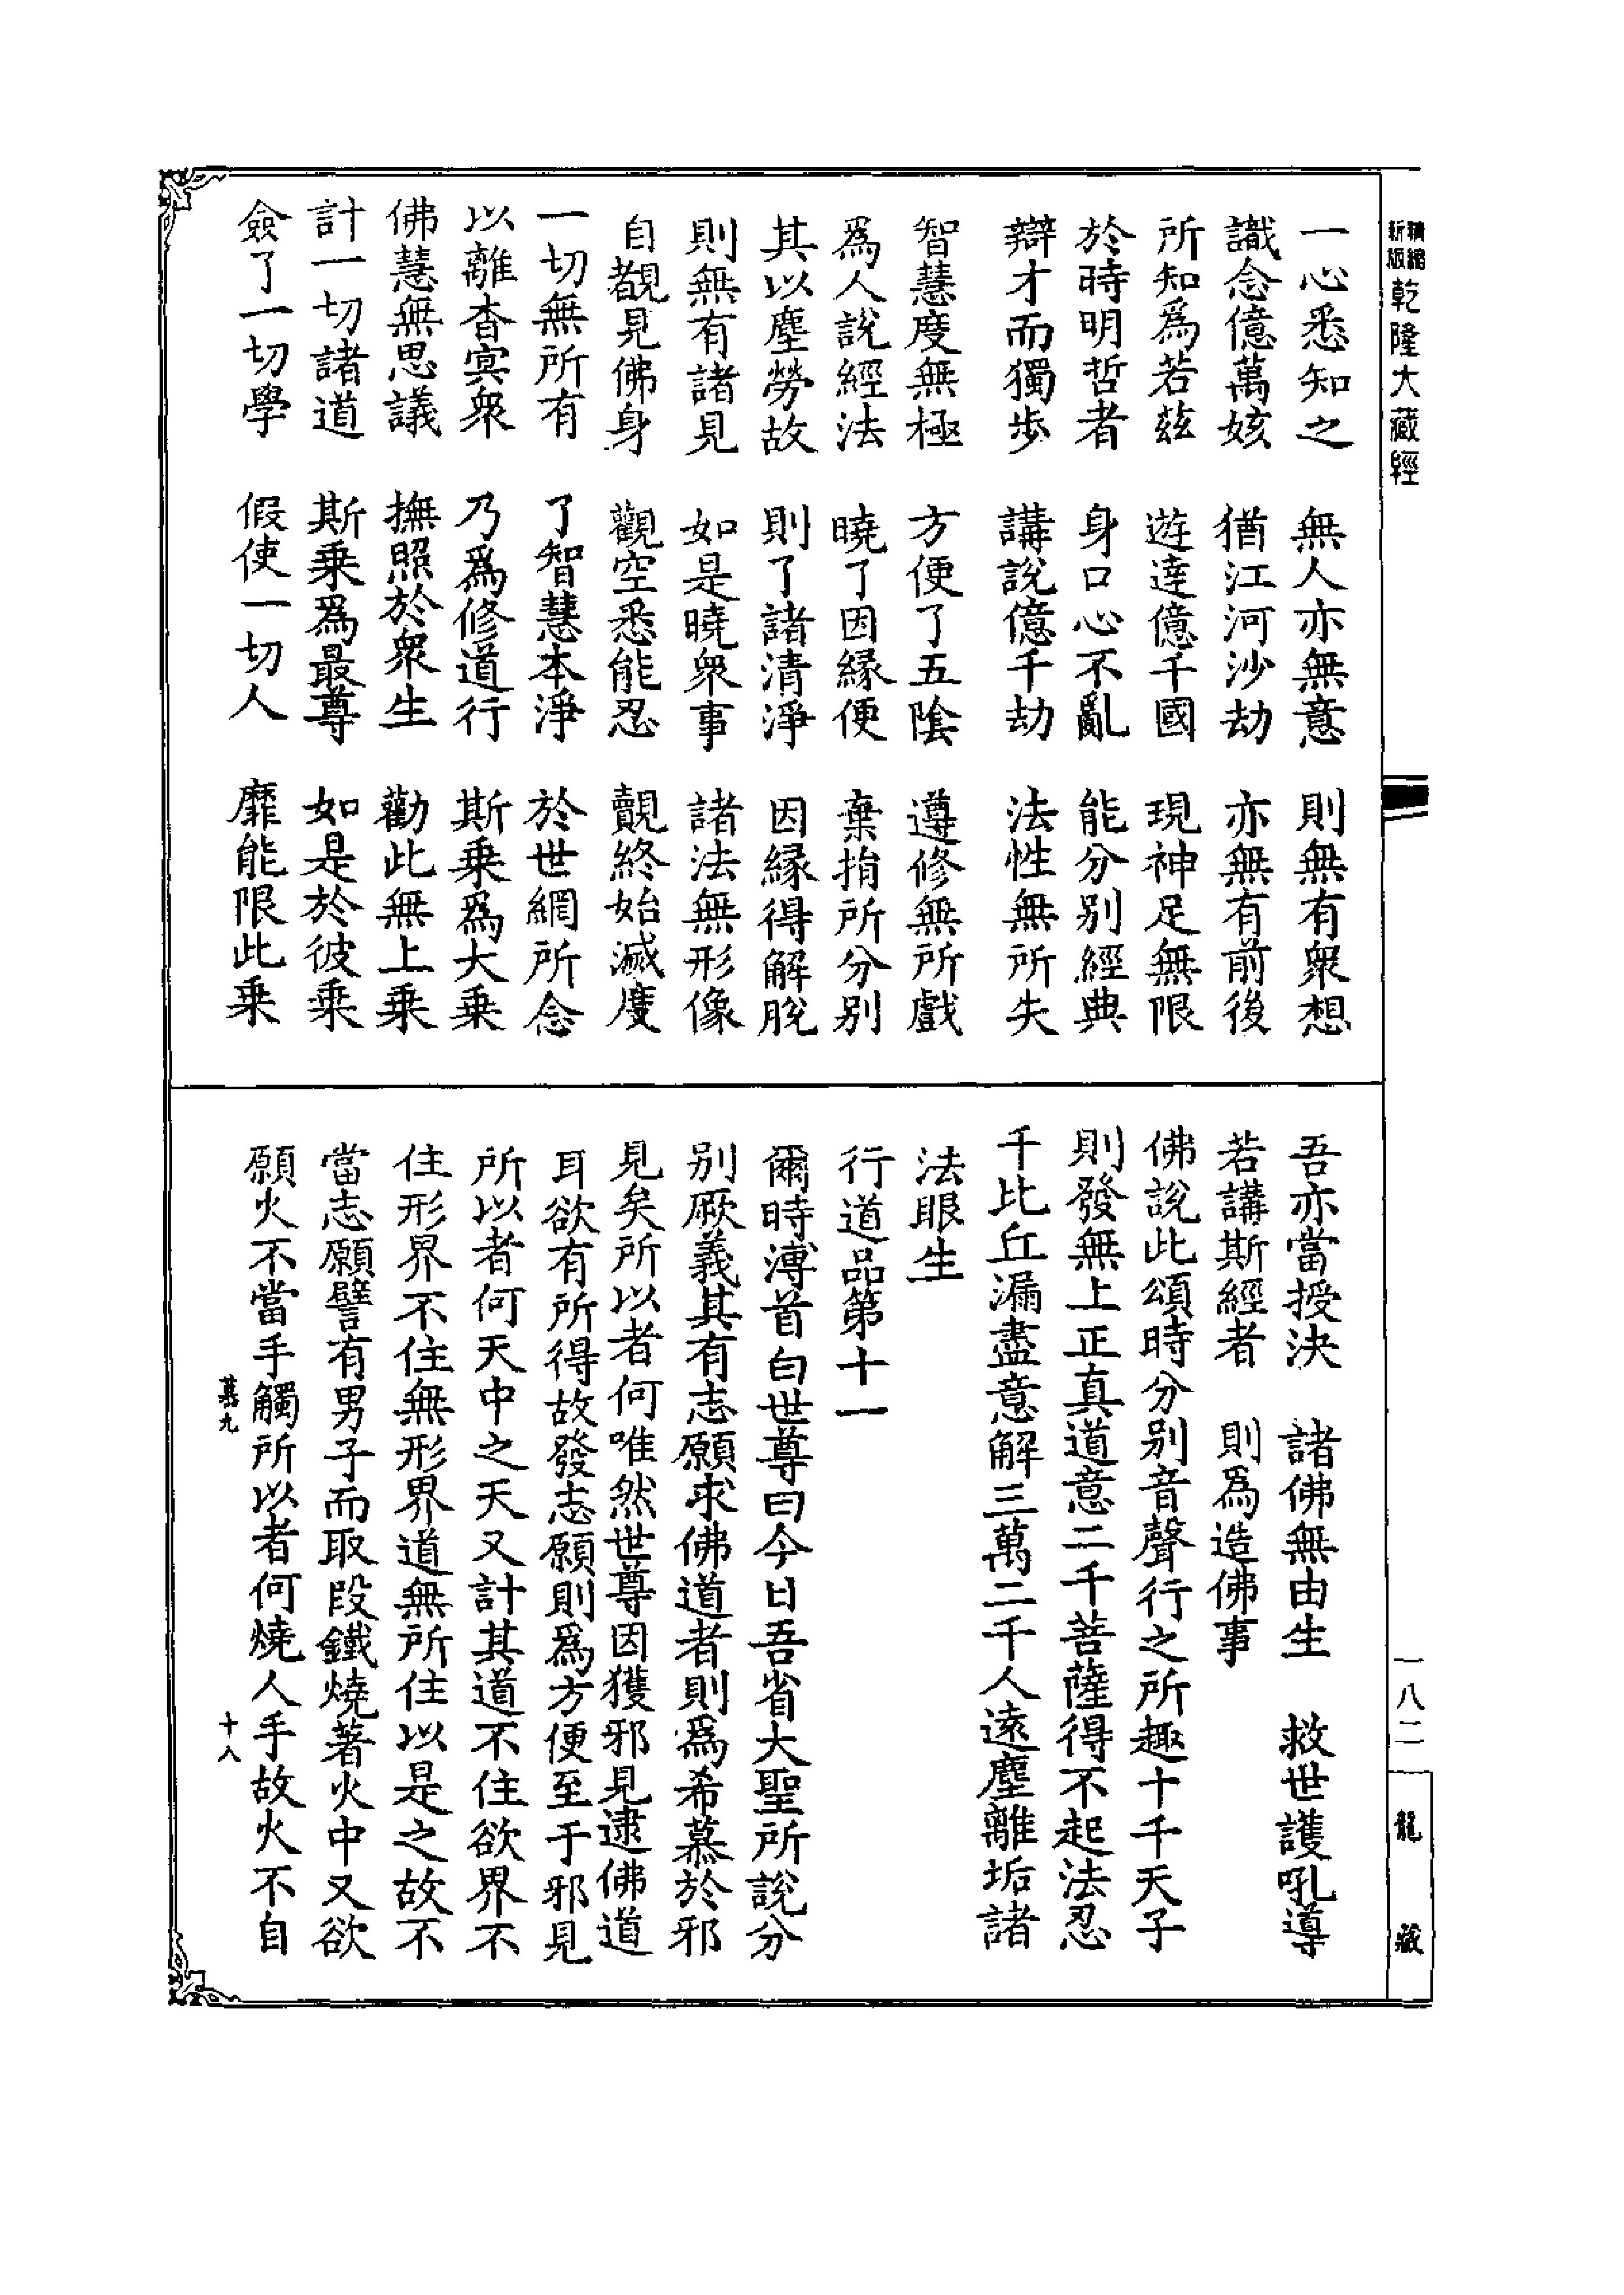 精縮新版乾隆大藏經
一心悉知之　無人亦無意　則無有衆想
識念億萬姟　猶江河沙劫　亦無有前後
所知爲若茲　遊達億千國　現神足無限
於時明哲者　身口心不亂　能分别經典
辯才而獨步　講說億千劫　法性無所失
智慧度無極　方便了五陰　遵修無所戲
爲人說經法　曉了因緣便　棄捐所分别
其以塵勞故　則了諸清淨　因緣得解脫
則無有諸見　如是曉衆事　諸法無形像
自覩見佛身　觀空悉能忍　覿終始滅度
一切無所有　了智慧本淨　於世網所念
以離杳冥衆　乃爲修道行　斯乗爲大乗
佛慧無思議　撫照於衆生　勸此無上乗
計一切諸道　斯乗爲最尊　如是於彼乗
僉了一切學　假使一切人　靡能限此乗
吾亦當授決　諸佛無由生　救世護吼導
若講斯經者　則爲造佛事
佛說此頌時分别音聲行之所趣十千天子
則發無上正真道意二千菩薩得不起法忍
千比丘漏盡意解三萬二千人遠塵離垢諸
法眼生
行道品第十一
爾時溥首白世尊曰今日吾省大聖所說分
别厥義其有志願求佛道者則爲希慕於邪
見矣所以者何唯然世尊因獲邪見逮佛道
耳欲有所得故發志願則爲方便至于邪見
所以者何天中之天又計其道不住欲界不
住形界不住無形界道無所住以是之故不
當志願譬有男子而取段鐵燒著火中又欲
願火不當手觸所以者何燒人手故火不自
慕九　十八
一八二
龍藏